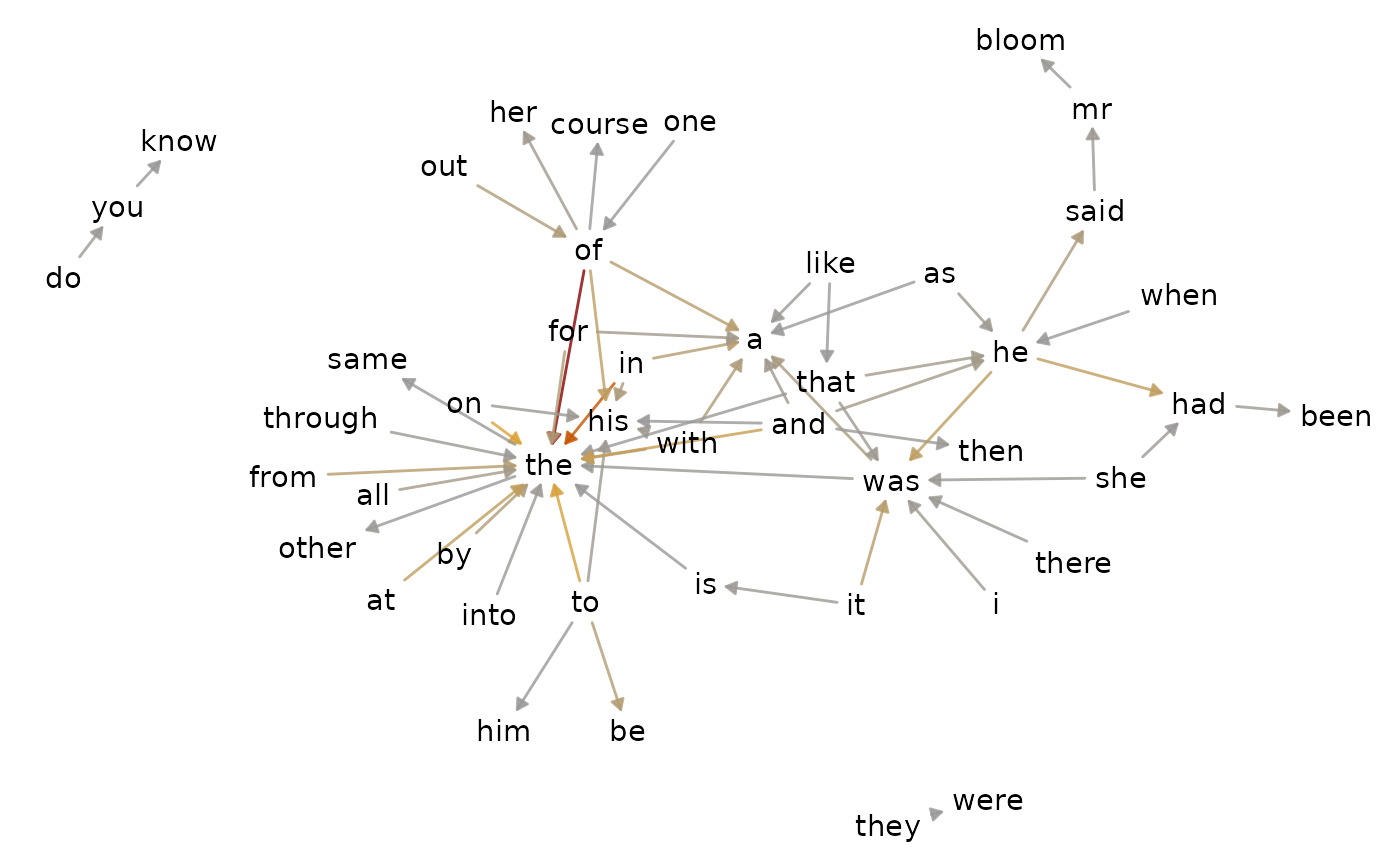 bloom
mr
her
course
one
know
out
you
said
of
do
like
as
when
for
a
he
same
in
that
on
his
and
had
through
with
been
then
from
the
all
was
she
other
by
there
is
at
into
to
it
i
him
be
were
they